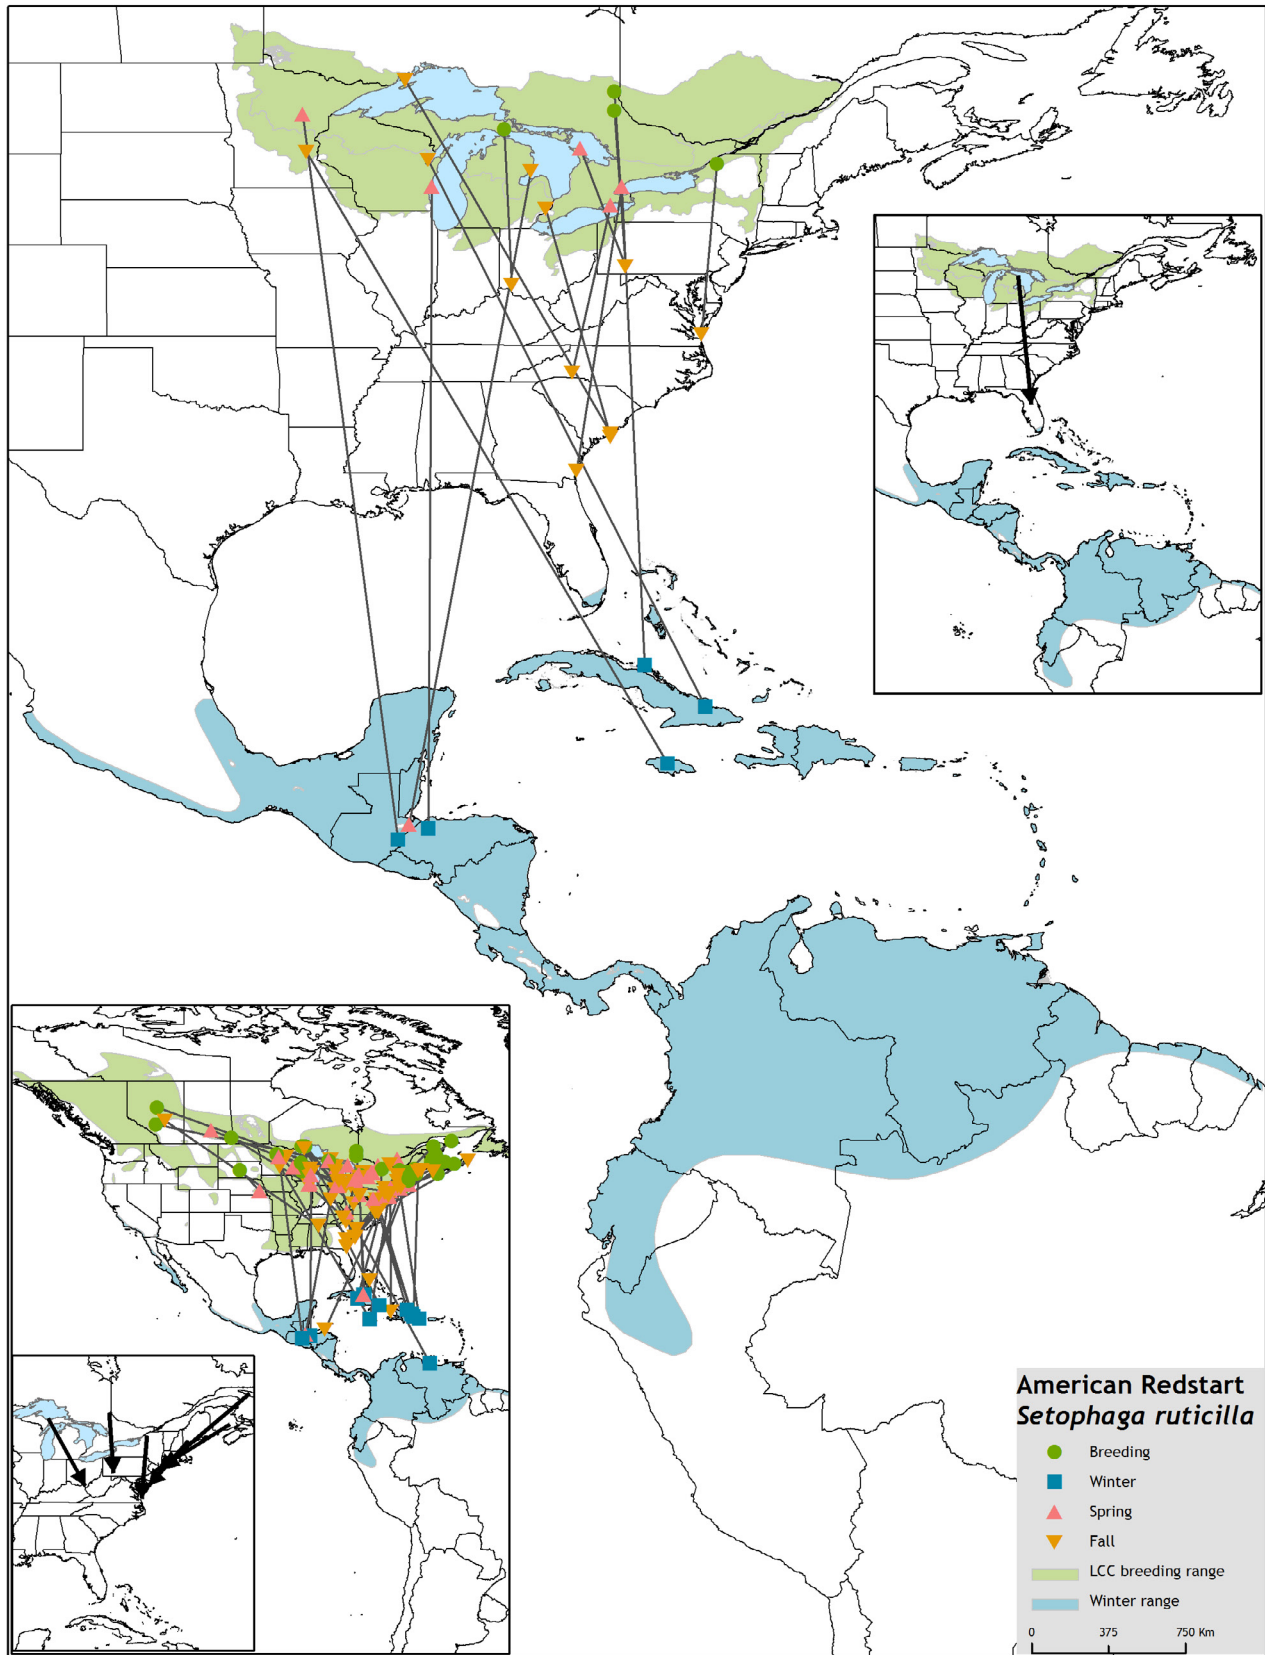 American Redstart
Setophaga ruticilla
Breeding
Winter
Spring
Fall
LCC breeding range
Winter range
0 375 750 Km